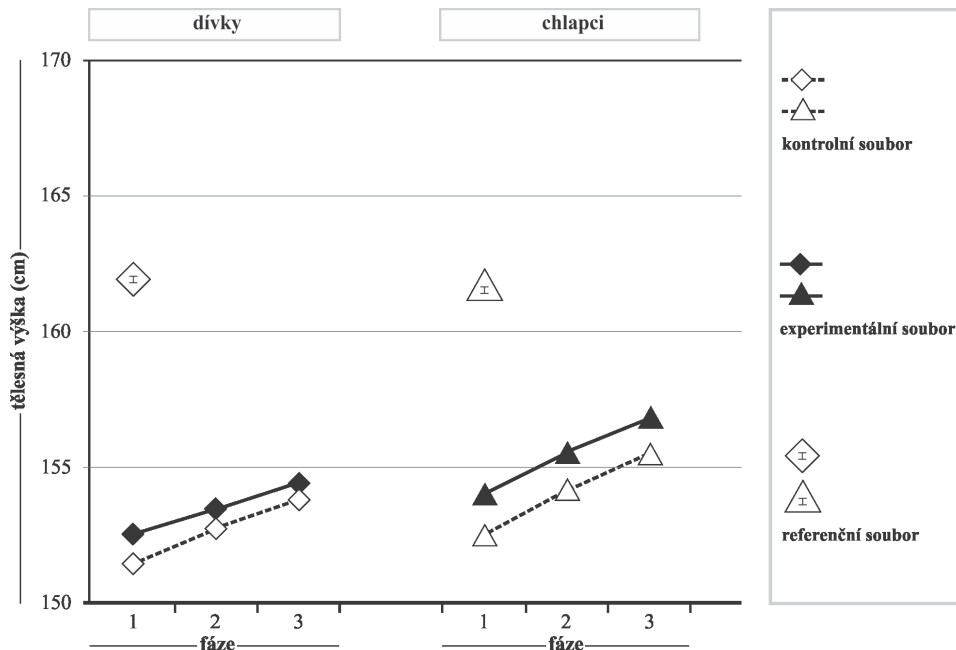 dívky
chlapci
tělesná výška (cm)
170
165
160
155
150
1 2 3
fáze
1 2 3
fáze
kontrolní soubor
experimentální soubor
referenční soubor